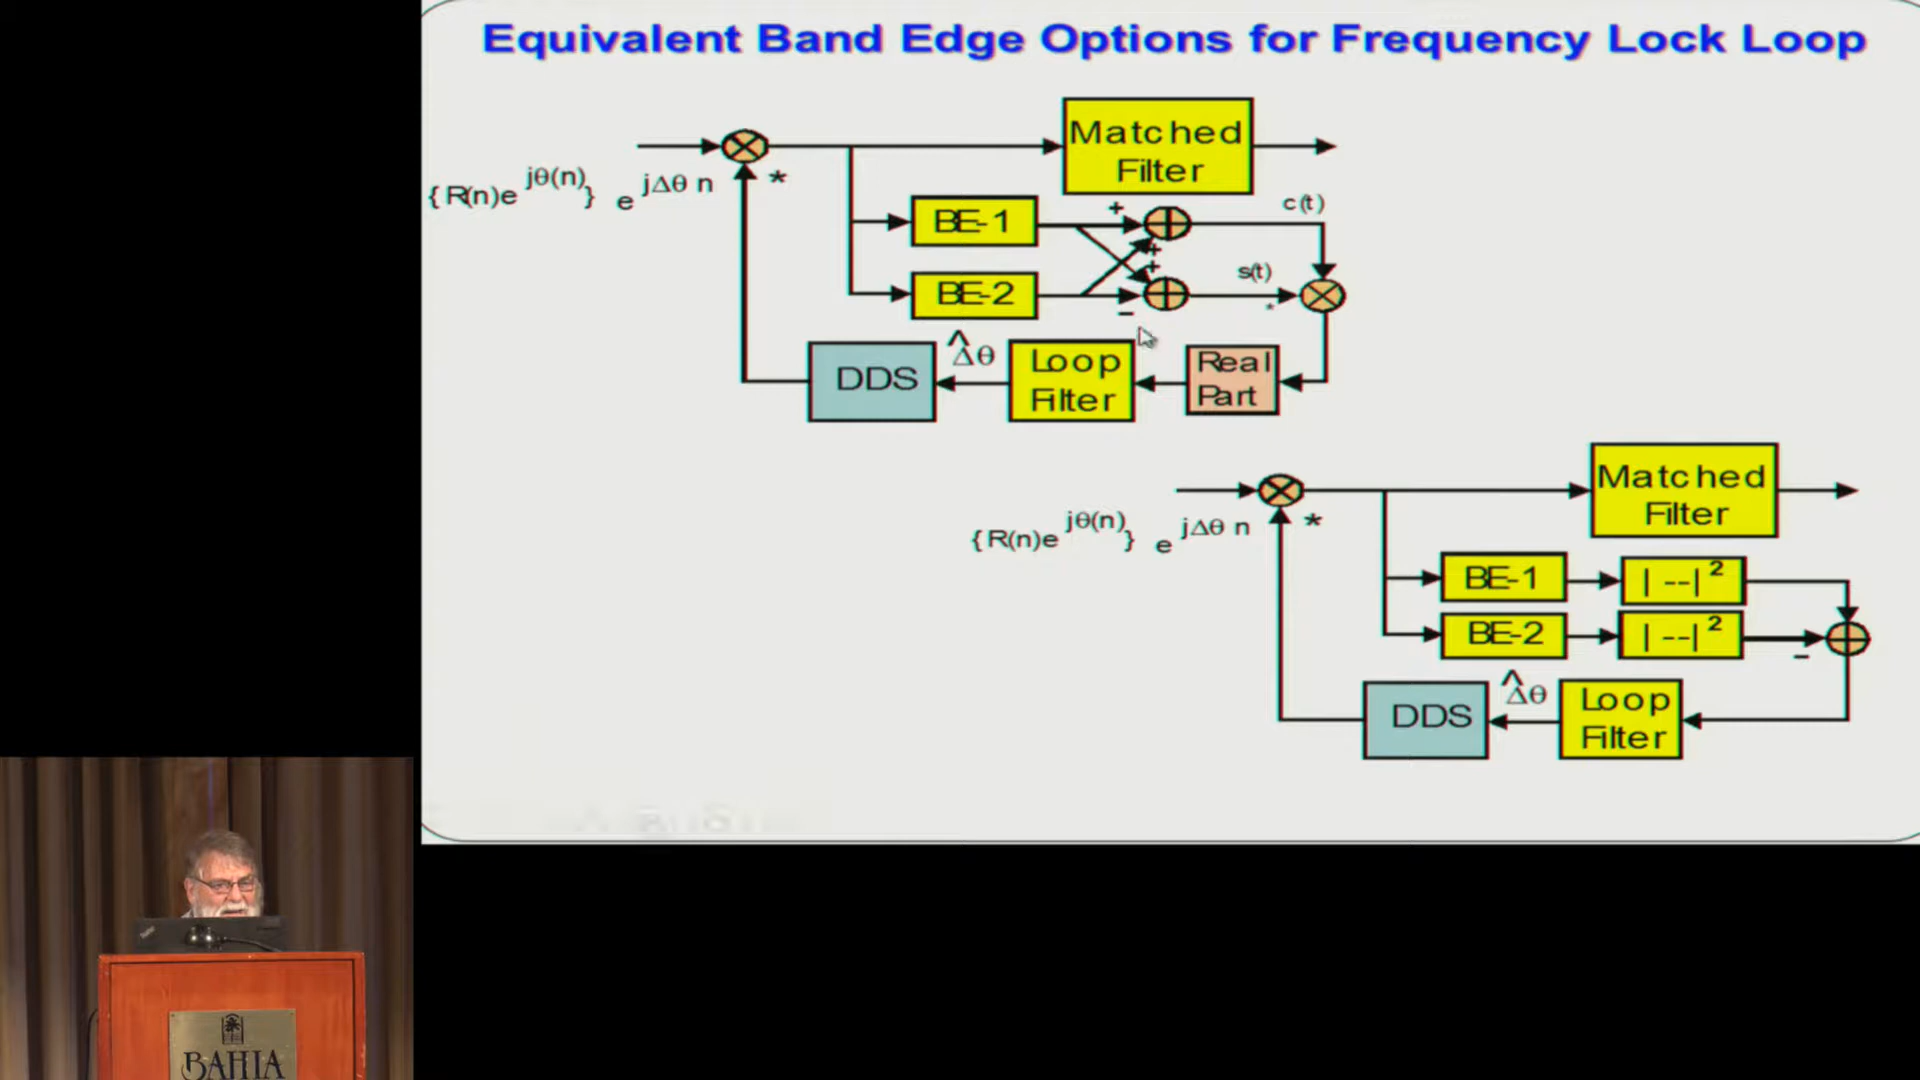 Equivalent Band Edge Options for Frequency Lock Loop
Matched
Filter
{R(n)e jθ(n)} e jΔθ n
*
BE-1
+
+
c(t)
BE-2
+
−
s(t)
*
DDS
^
Δθ
Loop
Filter
Real
Part
Matched
Filter
{R(n)e jθ(n)} e jΔθ n
*
BE-1
|--|²
BE-2
|--|²
−
DDS
^
Δθ
Loop
Filter
BAHIA